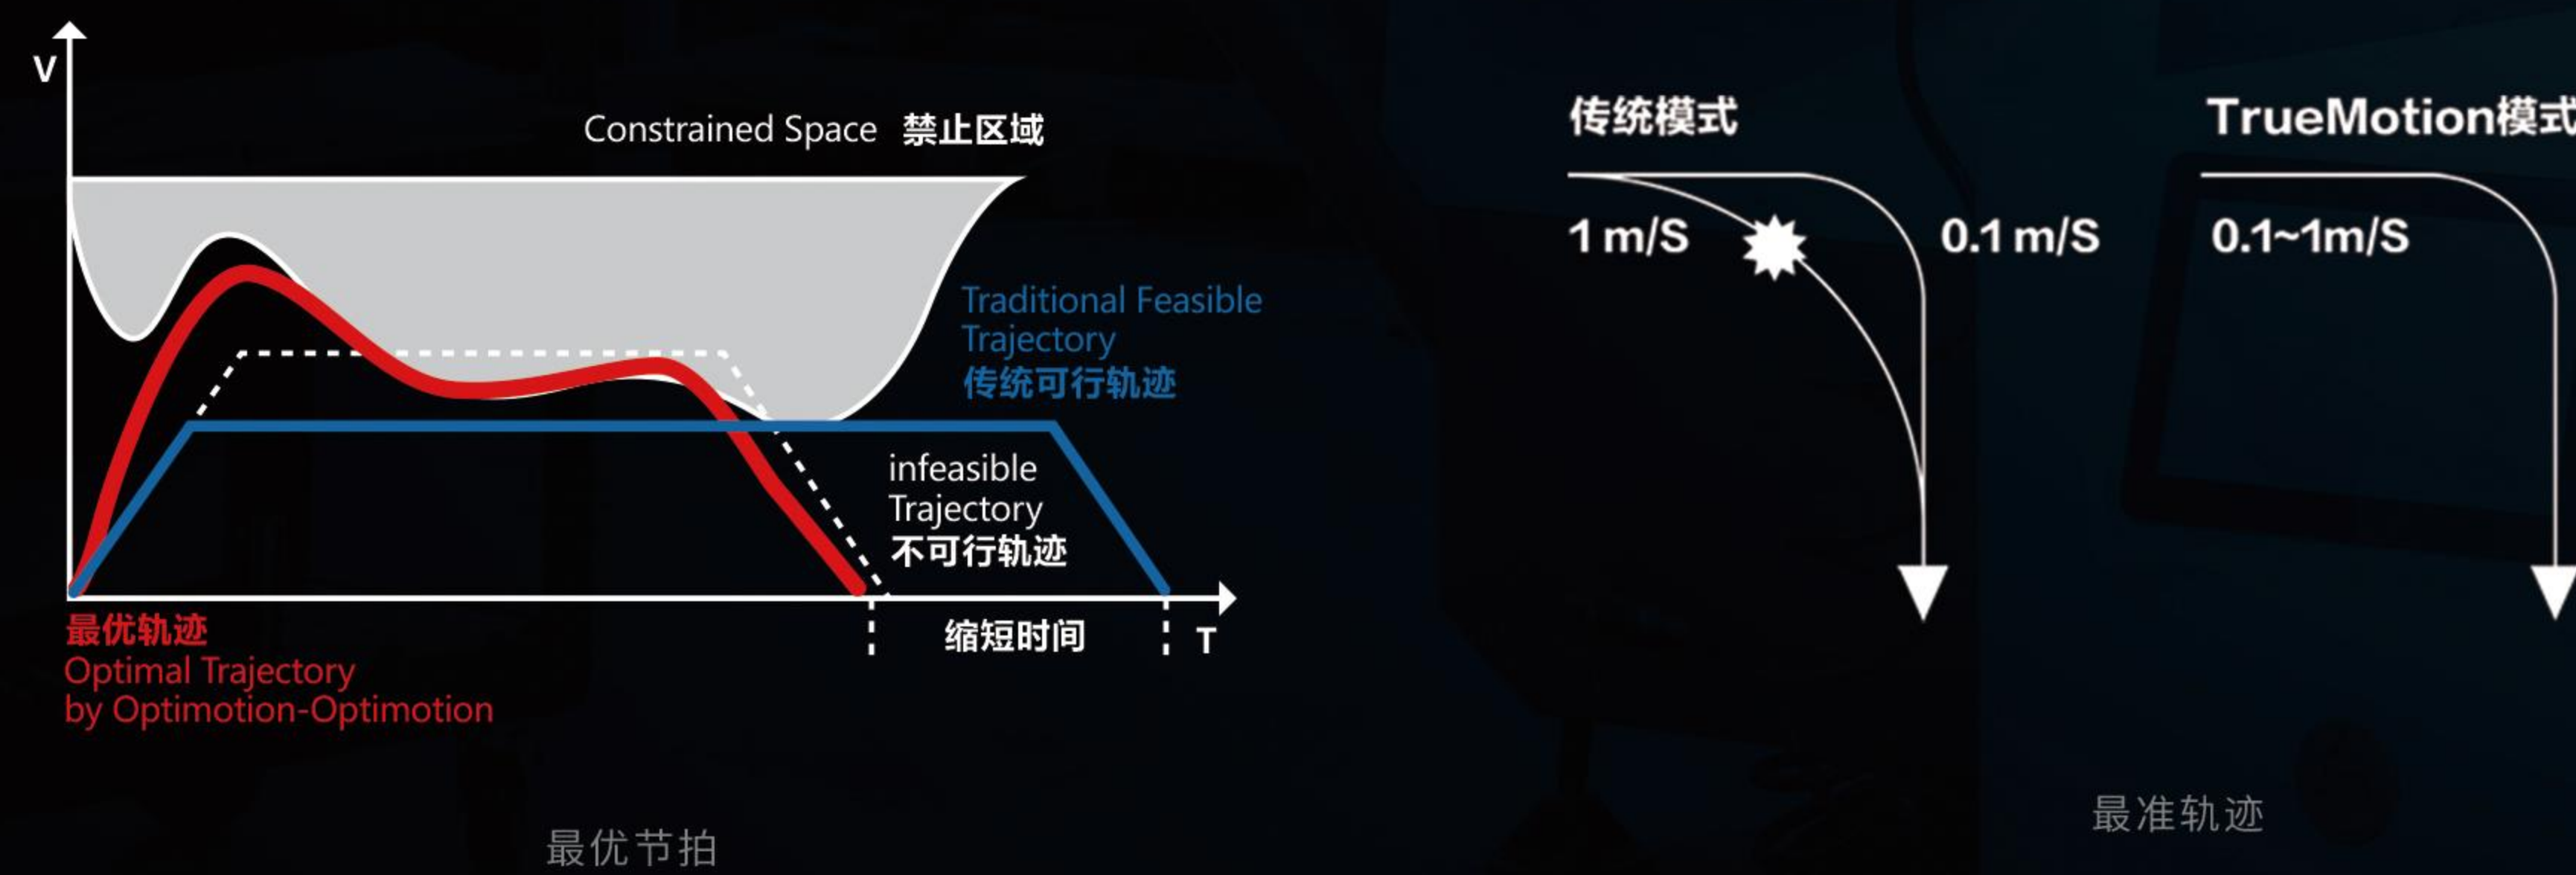 V
Constrained Space 禁止区域
Traditional Feasible
Trajectory
传统可行轨迹
infeasible
Trajectory
不可行轨迹
缩短时间
T
最优轨迹
Optimal Trajectory
by Optimotion-Optimotion
最优节拍
传统模式
1 m/S
0.1 m/S
TrueMotion模式
0.1~1m/S
最准轨迹